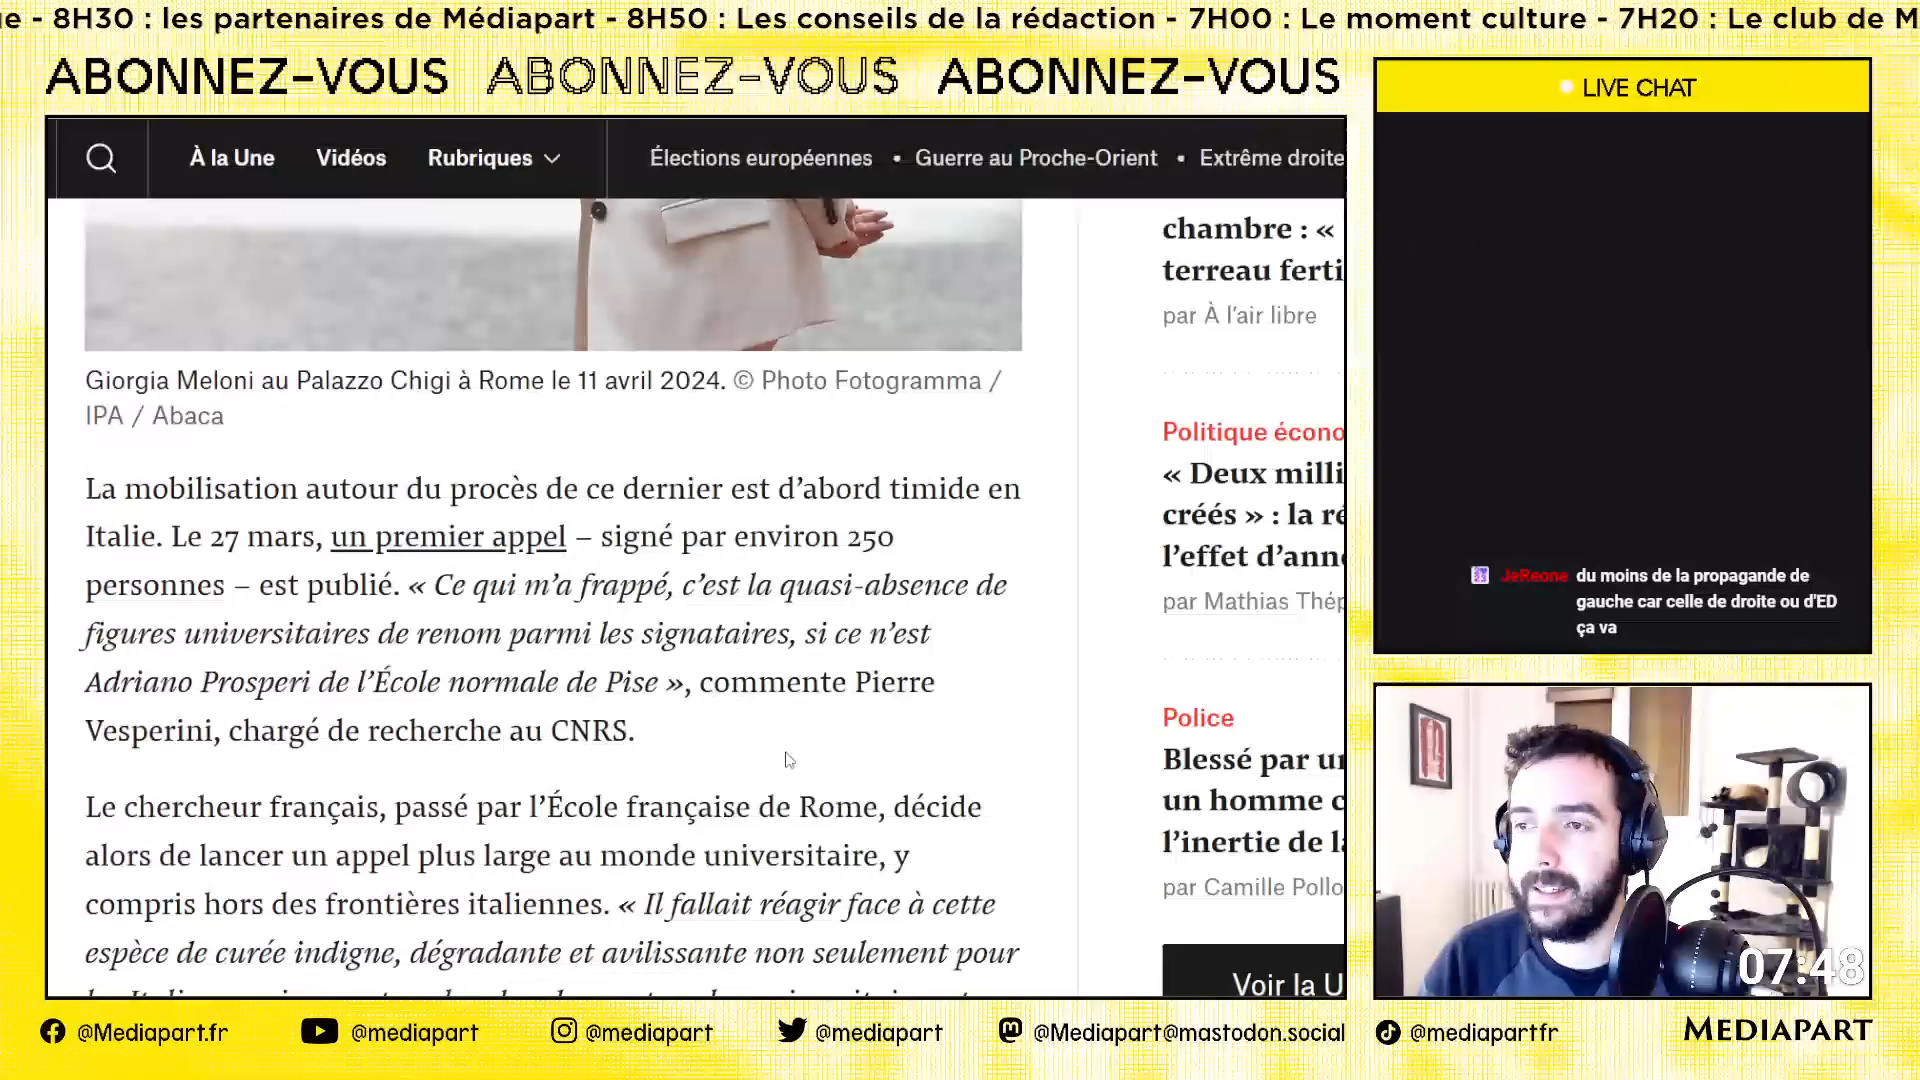 e - 8H30 : les partenaires de Médiapart - 8H50 : Les conseils de la rédaction - 7H00 : Le moment culture - 7H20 : Le club de M
ABONNEZ-VOUS ABONNEZ-VOUS ABONNEZ-VOUS
À la Une Vidéos Rubriques Élections européennes • Guerre au Proche-Orient • Extrême droite
Giorgia Meloni au Palazzo Chigi à Rome le 11 avril 2024. © Photo Fotogramma /
IPA / Abaca
La mobilisation autour du procès de ce dernier est d’abord timide en
Italie. Le 27 mars, un premier appel – signé par environ 250
personnes – est publié. « Ce qui m’a frappé, c’est la quasi-absence de
figures universitaires de renom parmi les signataires, si ce n’est
Adriano Prosperi de l’École normale de Pise », commente Pierre
Vesperini, chargé de recherche au CNRS.
Le chercheur français, passé par l’École française de Rome, décide
alors de lancer un appel plus large au monde universitaire, y
compris hors des frontières italiennes. « Il fallait réagir face à cette
espèce de curée indigne, dégradante et avilissante non seulement pour
chambre : «
terreau ferti
par À l’air libre
Politique écono
« Deux milli
créés » : la ré
l’effet d’anno
par Mathias Thép
Police
Blessé par un
un homme c
l’inertie de la
par Camille Pollo
Voir la U
LIVE CHAT
JeReone du moins de la propagande de
gauche car celle de droite ou d'ED
ça va
07:48
@Mediapart.fr @mediapart @mediapart @mediapart @Mediapart@mastodon.social @mediapartfr MEDIAPART